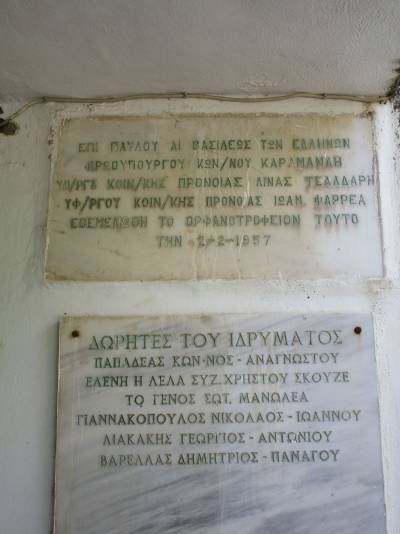 ΕΠΙ ΠΑΥΛΟΥ ΑΙ ΒΑΣΙΛΕΩΣ ΤΩΝ ΕΛΛΗΝΩΝ
ΠΡΩΘΥΠΟΥΡΓΟΥ ΚΩΝ/ΝΟΥ ΚΑΡΑΜΑΝΛΗ
ΥΠ/ΡΓΟΥ ΚΟΙΝ/ΚΗΣ ΠΡΟΝΟΙΑΣ ΛΙΝΑΣ ΤΣΑΛΔΑΡΗ
ΥΦ/ΡΓΟΥ ΚΟΙΝ/ΚΗΣ ΠΡΟΝΟΙΑΣ ΙΩΑΝ. ΨΑΡΡΕΑ
ΕΘΕΜΕΛΙΩΘΗ ΤΟ ΟΡΦΑΝΟΤΡΟΦΕΙΟΝ ΤΟΥΤΟ
ΤΗΝ 2-2-1957
ΔΩΡΗΤΕΣ ΤΟΥ ΙΔΡΥΜΑΤΟΣ
ΠΑΠΑΔΕΑΣ ΚΩΝ-ΝΟΣ - ΑΝΑΓΝΩΣΤΟΥ
ΕΛΕΝΗ Η ΛΕΛΑ ΣΥΖ. ΧΡΗΣΤΟΥ ΣΚΟΥΖΕ
ΤΟ ΓΕΝΟΣ ΣΩΤ. ΜΑΝΩΛΕΑ
ΓΙΑΝΝΑΚΟΠΟΥΛΟΣ ΝΙΚΟΛΑΟΣ - ΙΩΑΝΝΟΥ
ΛΙΑΚΑΚΗΣ ΓΕΩΡΓΙΟΣ - ΑΝΤΩΝΙΟΥ
ΒΑΡΕΛΛΑΣ ΔΗΜΗΤΡΙΟΣ - ΠΑΝΑΓΟΥ